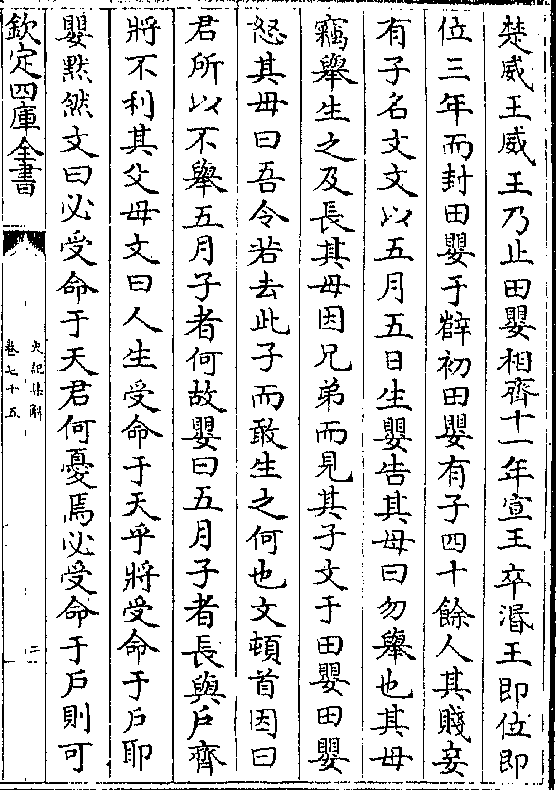 楚威王威王乃止田嬰相齊十一年宣王卒湣王即位即
位三年而封田嬰于薛初田嬰有子四十餘人其賤妾
有子名文文以五月五日生嬰告其母曰勿舉也其母
竊舉生之及長其母因兄弟而見其子文于田嬰田嬰
怒其母曰吾令若去此子而敢生之何也文頓首因曰
君所以不舉五月子者何故嬰曰五月子者長與戶齊
將不利其父母文曰人生受命于天乎將受命于戶耶
嬰默然文曰必受命于天君何憂焉必受命于戶則可
欽定四庫全書
史記集解
卷七十五
二